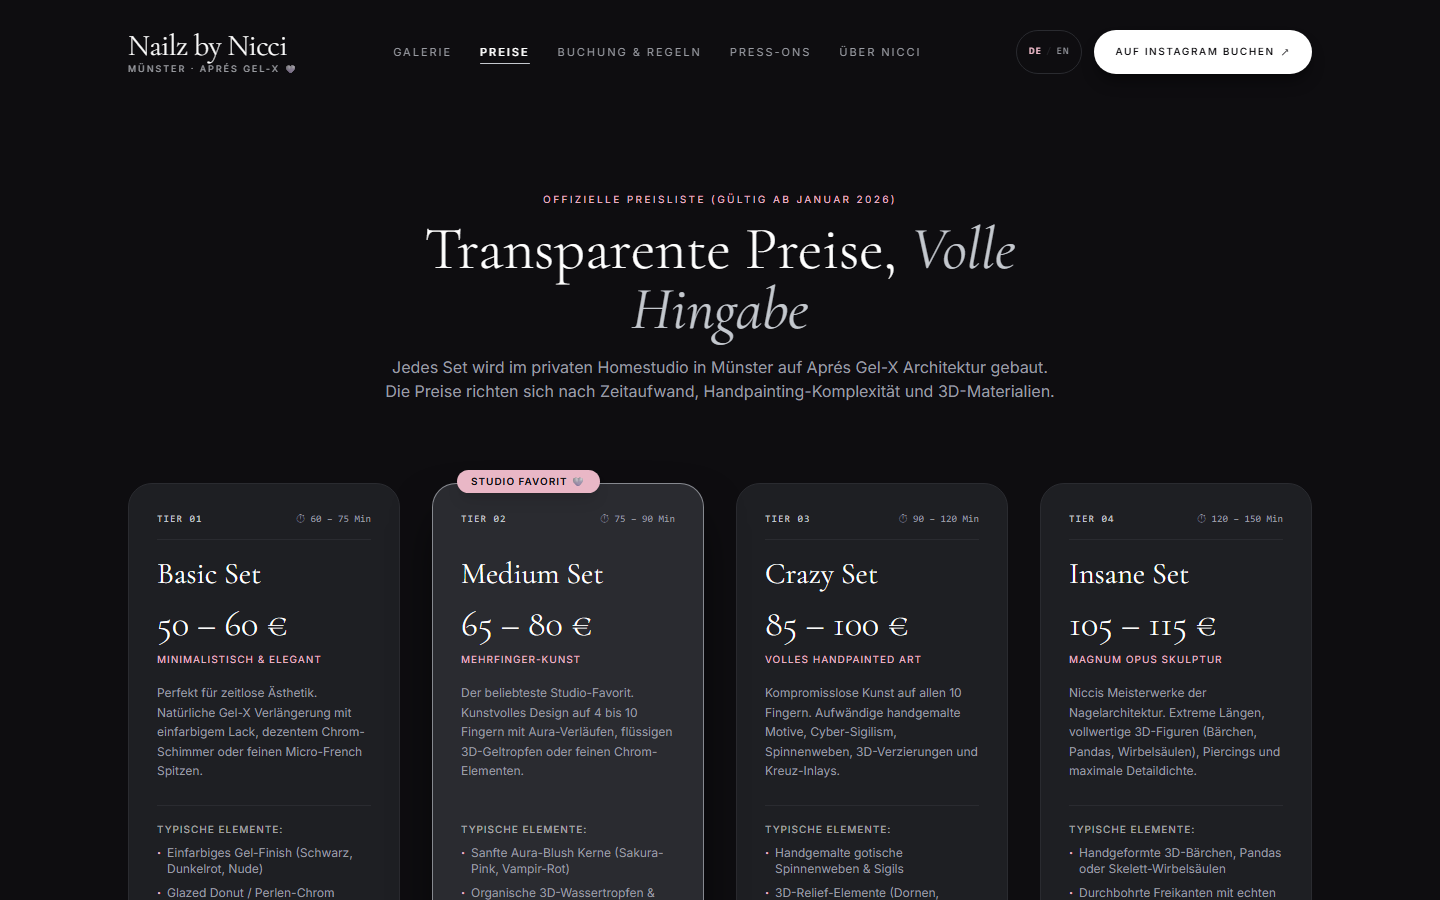 Nailz by Nicci
MÜNSTER · APRÉS GEL-X
GALERIE
PREISE
BUCHUNG & REGELN
PRESS-ONS
ÜBER NICCI
DE / EN
AUF INSTAGRAM BUCHEN ↗
OFFIZIELLE PREISLISTE (GÜLTIG AB JANUAR 2026)
Transparente Preise, Volle
Hingabe
Jedes Set wird im privaten Homestudio in Münster auf Aprés Gel-X Architektur gebaut.
Die Preise richten sich nach Zeitaufwand, Handpainting-Komplexität und 3D-Materialien.
TIER 01
60 – 75 Min
Basic Set
50 – 60 €
MINIMALISTISCH & ELEGANT
Perfekt für zeitlose Ästhetik.
Natürliche Gel-X Verlängerung mit
einfarbigem Lack, dezentem Chrom-
Schimmer oder feinen Micro-French
Spitzen.
TYPISCHE ELEMENTE:
· Einfarbiges Gel-Finish (Schwarz,
Dunkelrot, Nude)
· Glazed Donut / Perlen-Chrom
STUDIO FAVORIT
TIER 02
75 – 90 Min
Medium Set
65 – 80 €
MEHRFINGER-KUNST
Der beliebteste Studio-Favorit.
Kunstvolles Design auf 4 bis 10
Fingern mit Aura-Verläufen, flüssigen
3D-Geltropfen oder feinen Chrom-
Elementen.
TYPISCHE ELEMENTE:
· Sanfte Aura-Blush Kerne (Sakura-
Pink, Vampir-Rot)
· Organische 3D-Wassertropfen &
TIER 03
90 – 120 Min
Crazy Set
85 – 100 €
VOLLES HANDPAINTED ART
Kompromisslose Kunst auf allen 10
Fingern. Aufwändige handgemalte
Motive, Cyber-Sigilism,
Spinnenweben, 3D-Verzierungen und
Kreuz-Inlays.
TYPISCHE ELEMENTE:
· Handgemalte gotische
Spinnenweben & Sigils
· 3D-Relief-Elemente (Dornen,
TIER 04
120 – 150 Min
Insane Set
105 – 115 €
MAGNUM OPUS SKULPTUR
Niccis Meisterwerke der
Nagelarchitektur. Extreme Längen,
vollwertige 3D-Figuren (Bärchen,
Pandas, Wirbelsäulen), Piercings und
maximale Detaildichte.
TYPISCHE ELEMENTE:
· Handgeformte 3D-Bärchen, Pandas
oder Skelett-Wirbelsäulen
· Durchbohrte Freikanten mit echten